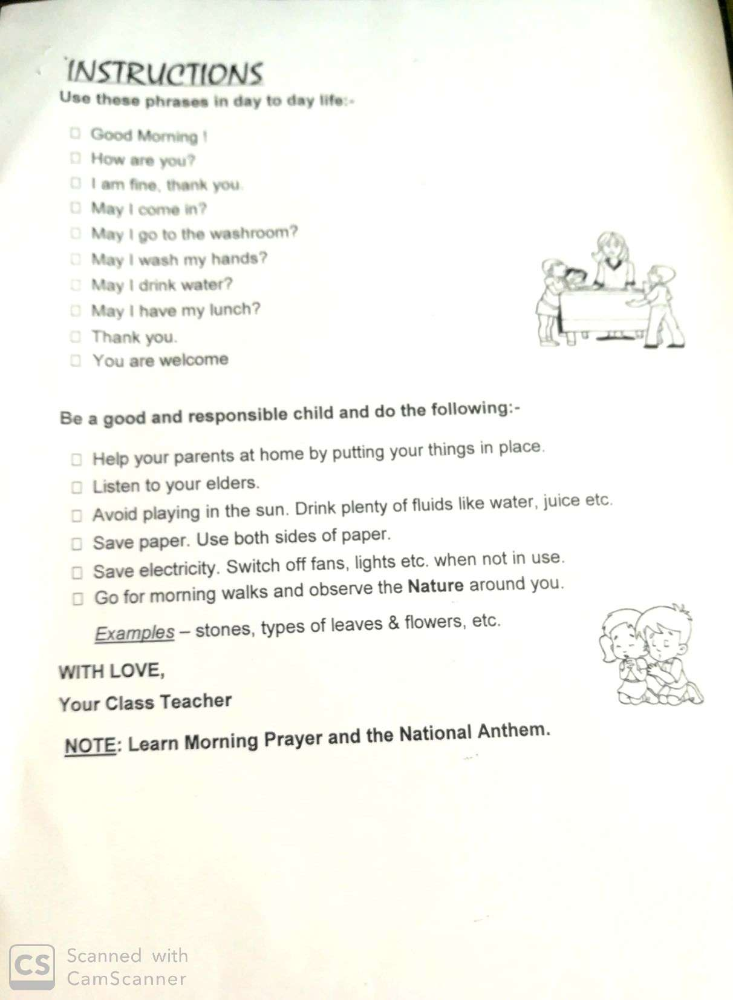 INSTRUCTIONS
Use these phrases in day to day life:-
Good Morning !
How are you?
I am fine, thank you.
May I come in?
May I go to the washroom?
May I wash my hands?
May I drink water?
May I have my lunch?
Thank you.
You are welcome
Be a good and responsible child and do the following:-
Help your parents at home by putting your things in place.
Listen to your elders.
Avoid playing in the sun. Drink plenty of fluids like water, juice etc.
Save paper. Use both sides of paper.
Save electricity. Switch off fans, lights etc. when not in use.
Go for morning walks and observe the Nature around you.
Examples – stones, types of leaves & flowers, etc.
WITH LOVE,
Your Class Teacher
NOTE: Learn Morning Prayer and the National Anthem.
CS Scanned with
CamScanner